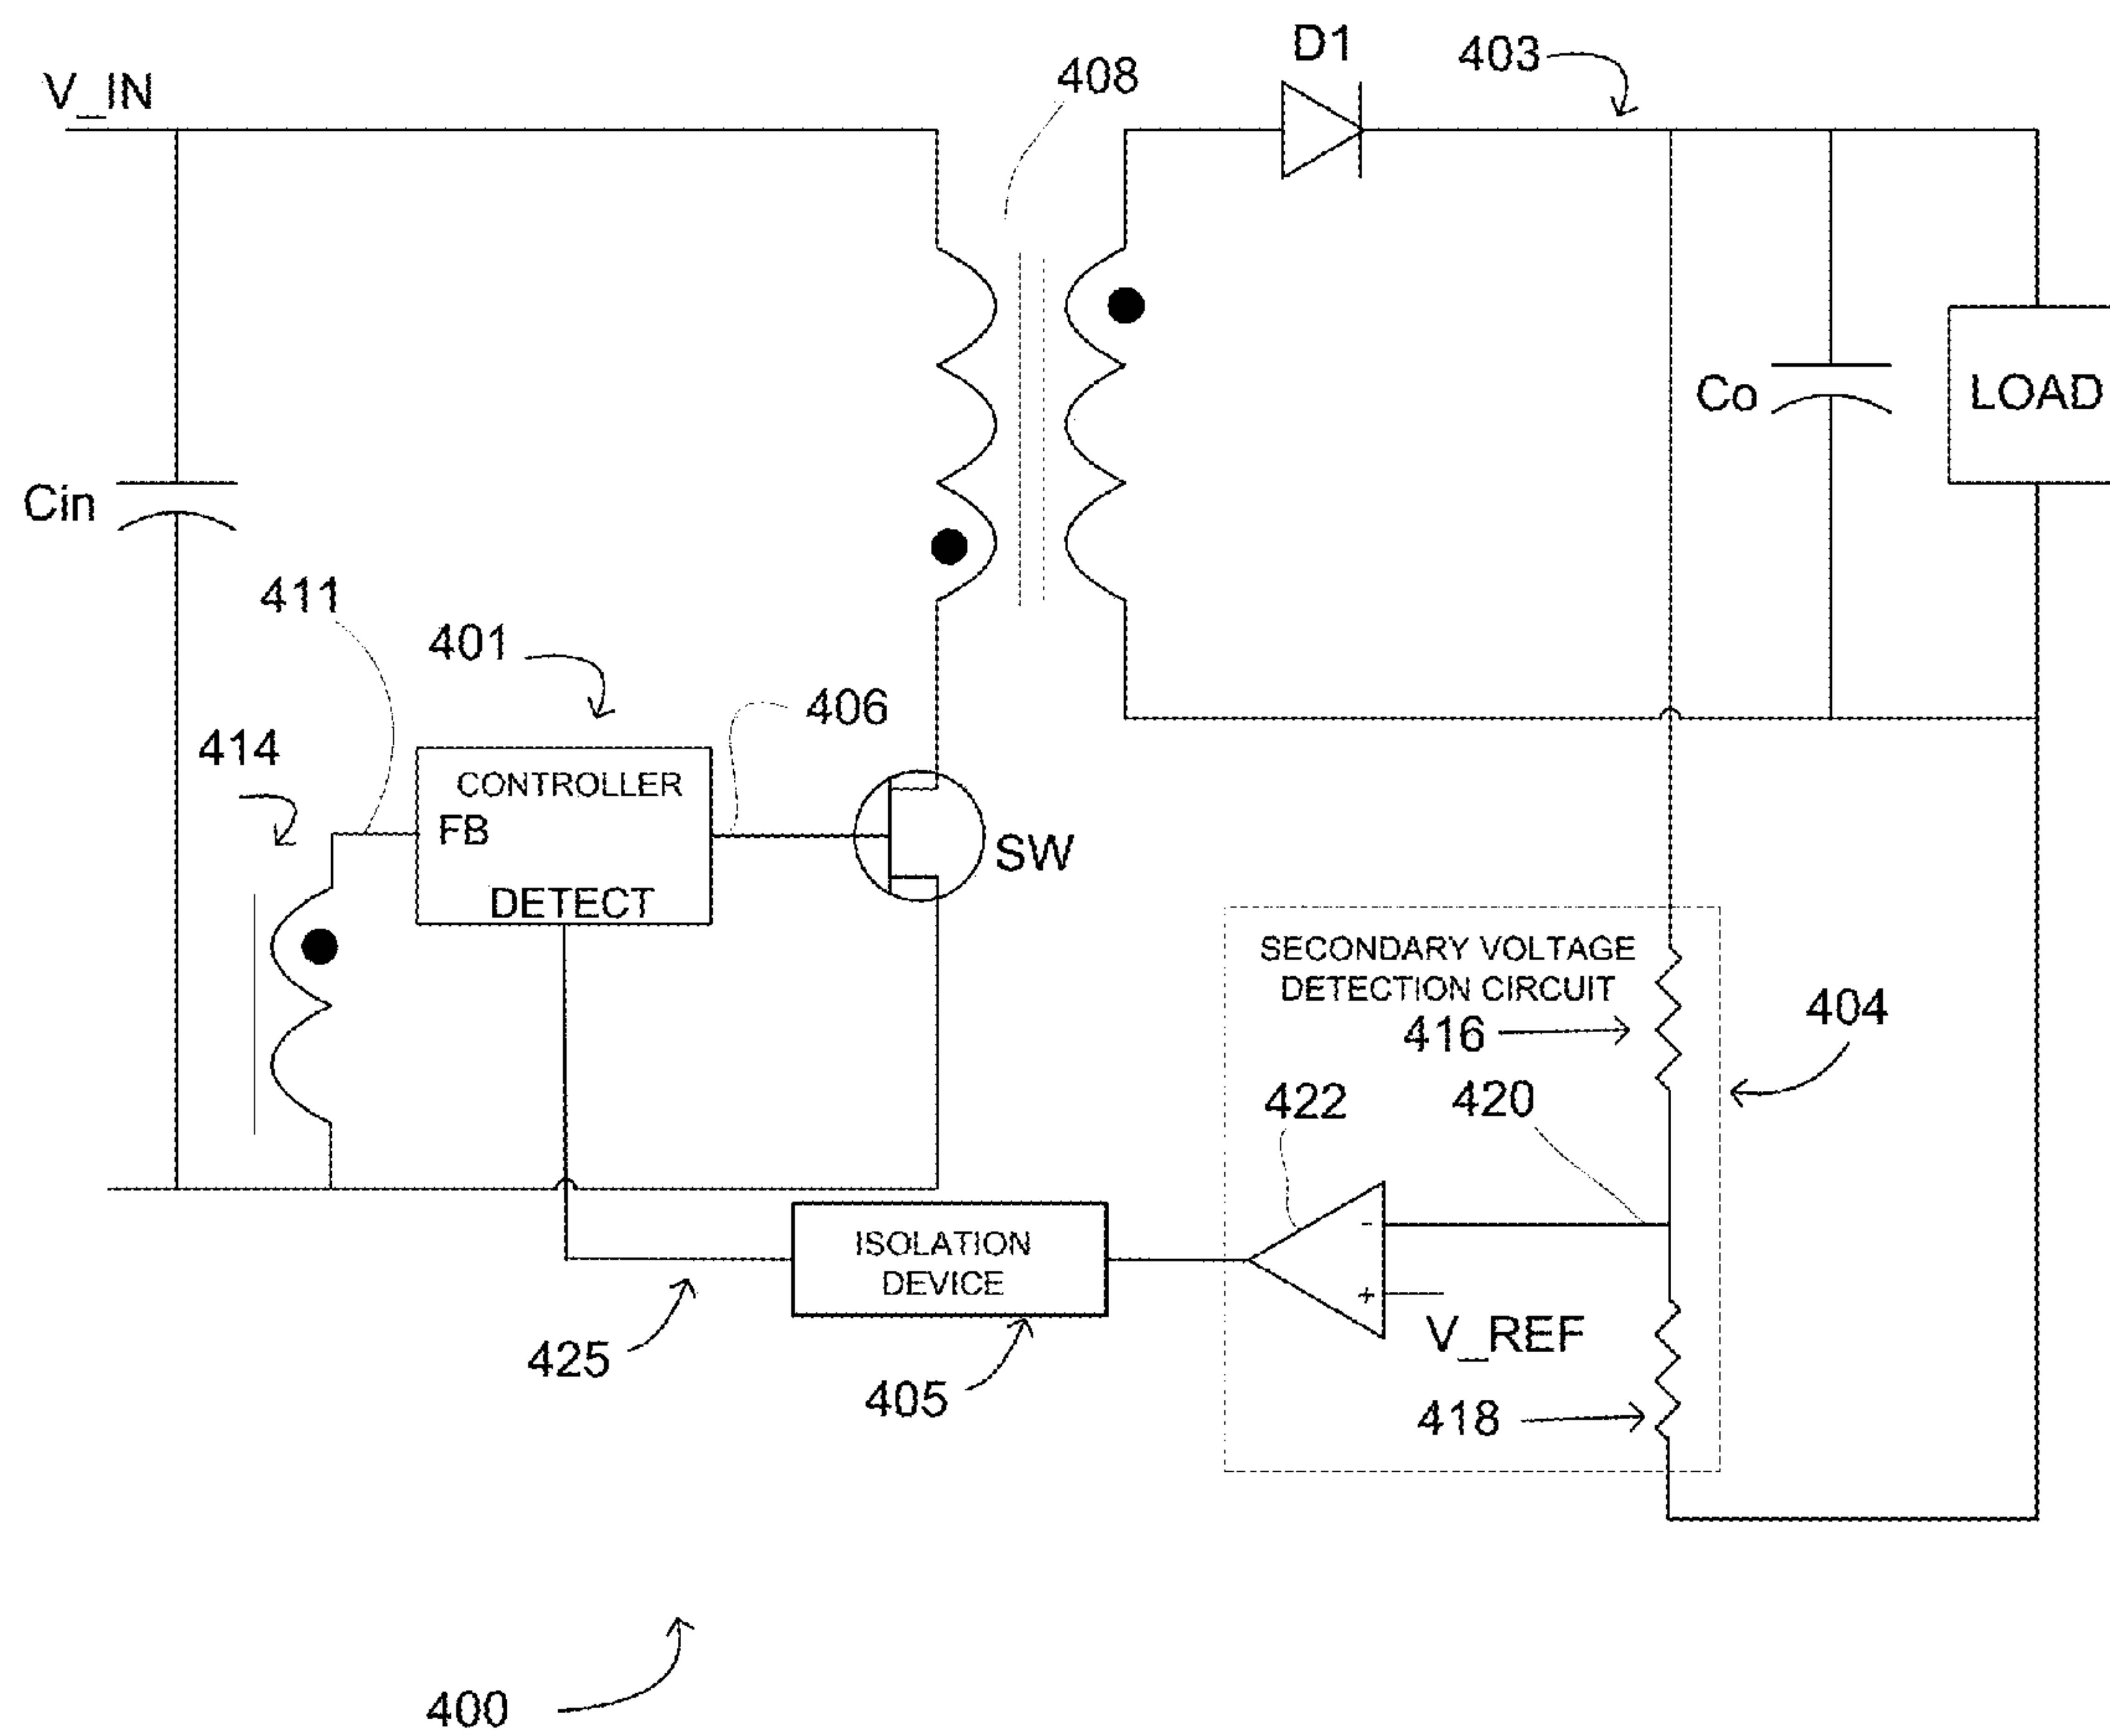 D1
403
408
V_IN
Co
LOAD
Cin
411
401
406
414
CONTROLLER
FB
DETECT
SW
SECONDARY VOLTAGE
DETECTION CIRCUIT
416
404
422
420
-
ISOLATION
DEVICE
+
V_REF
425
405
418
400